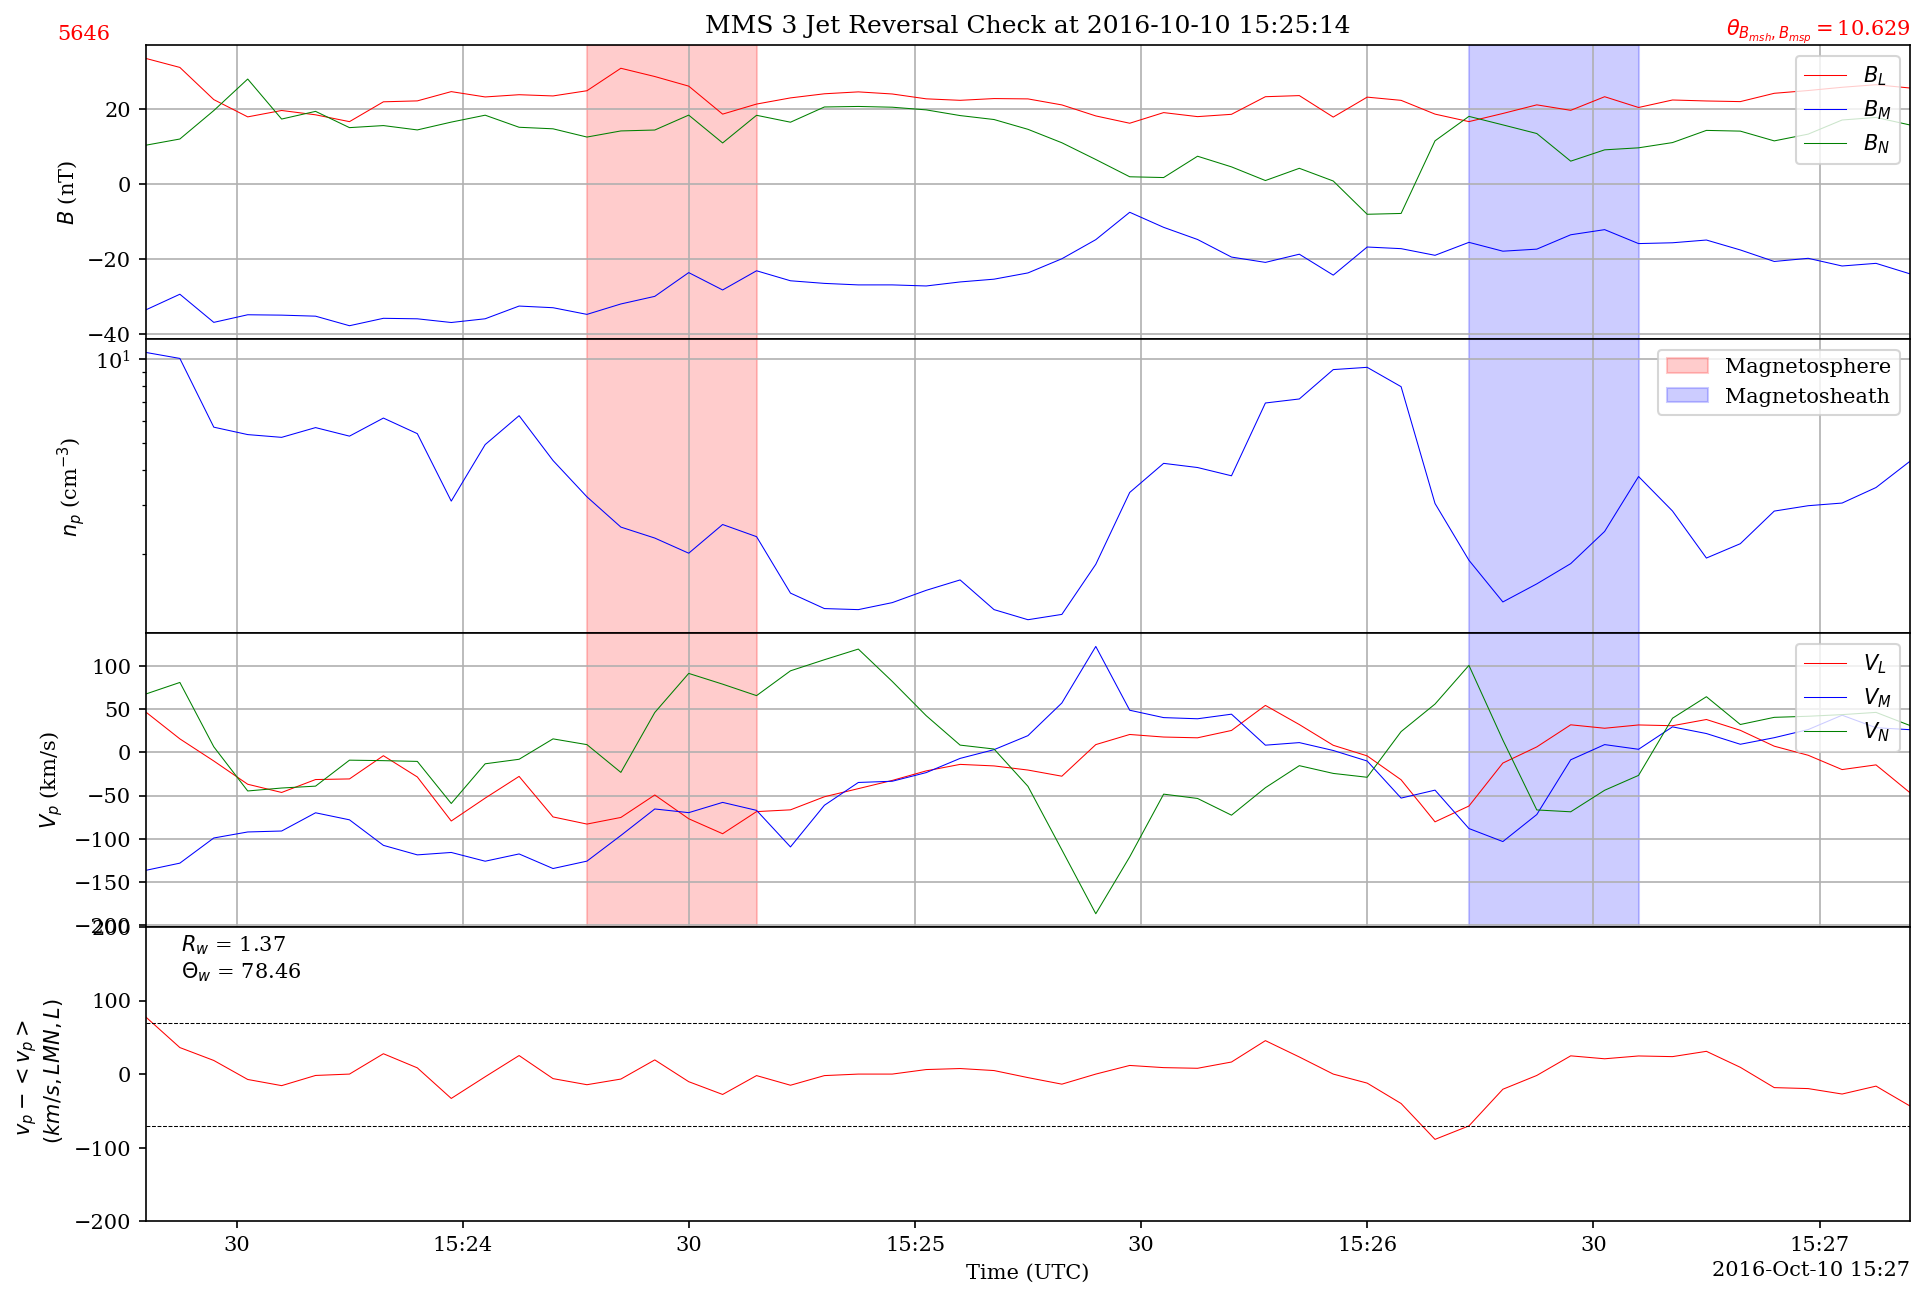 5646
MMS 3 Jet Reversal Check at 2016-10-10 15:25:14
θ_{B_{msh}, B_{msp}} = 10.629
20
0
−20
−40
B (nT)
B_L
B_M
B_N
10^1
n_p (cm^{−3})
Magnetosphere
Magnetosheath
100
50
0
−50
−100
−150
−200
V_p (km/s)
V_L
V_M
V_N
200
100
0
−100
−200
v_p − < v_p >
(km/s, LMN, L)
R_w = 1.37
Θ_w = 78.46
30
15:24
30
15:25
30
15:26
30
15:27
Time (UTC)
2016-Oct-10 15:27